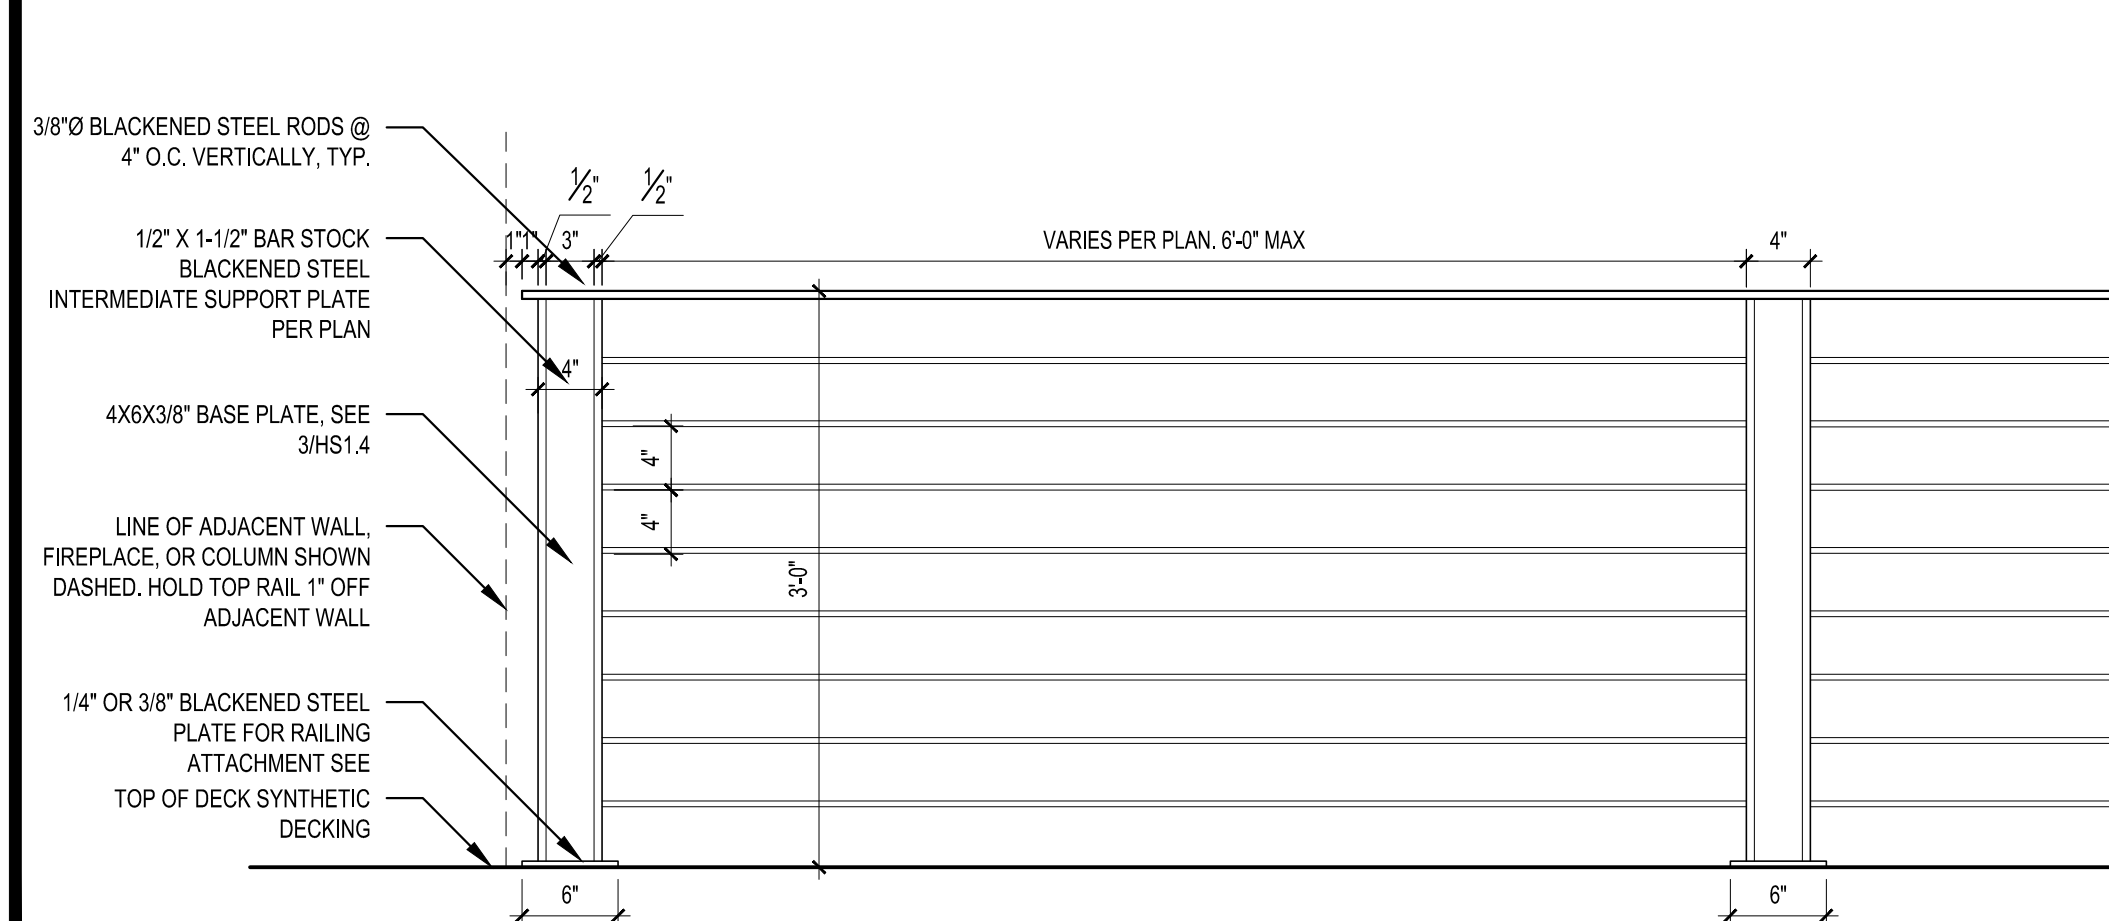 3/8"Ø BLACKENED STEEL RODS @
4" O.C. VERTICALLY, TYP.
1/2" 1/2"
1/2" X 1-1/2" BAR STOCK
BLACKENED STEEL
INTERMEDIATE SUPPORT PLATE
PER PLAN
1" 1" 3" VARIES PER PLAN. 6'-0" MAX 4"
4"
4X6X3/8" BASE PLATE, SEE
3/HS1.4
4"
4"
3'-0"
LINE OF ADJACENT WALL,
FIREPLACE, OR COLUMN SHOWN
DASHED. HOLD TOP RAIL 1" OFF
ADJACENT WALL
1/4" OR 3/8" BLACKENED STEEL
PLATE FOR RAILING
ATTACHMENT SEE
TOP OF DECK SYNTHETIC
DECKING
6" 6"